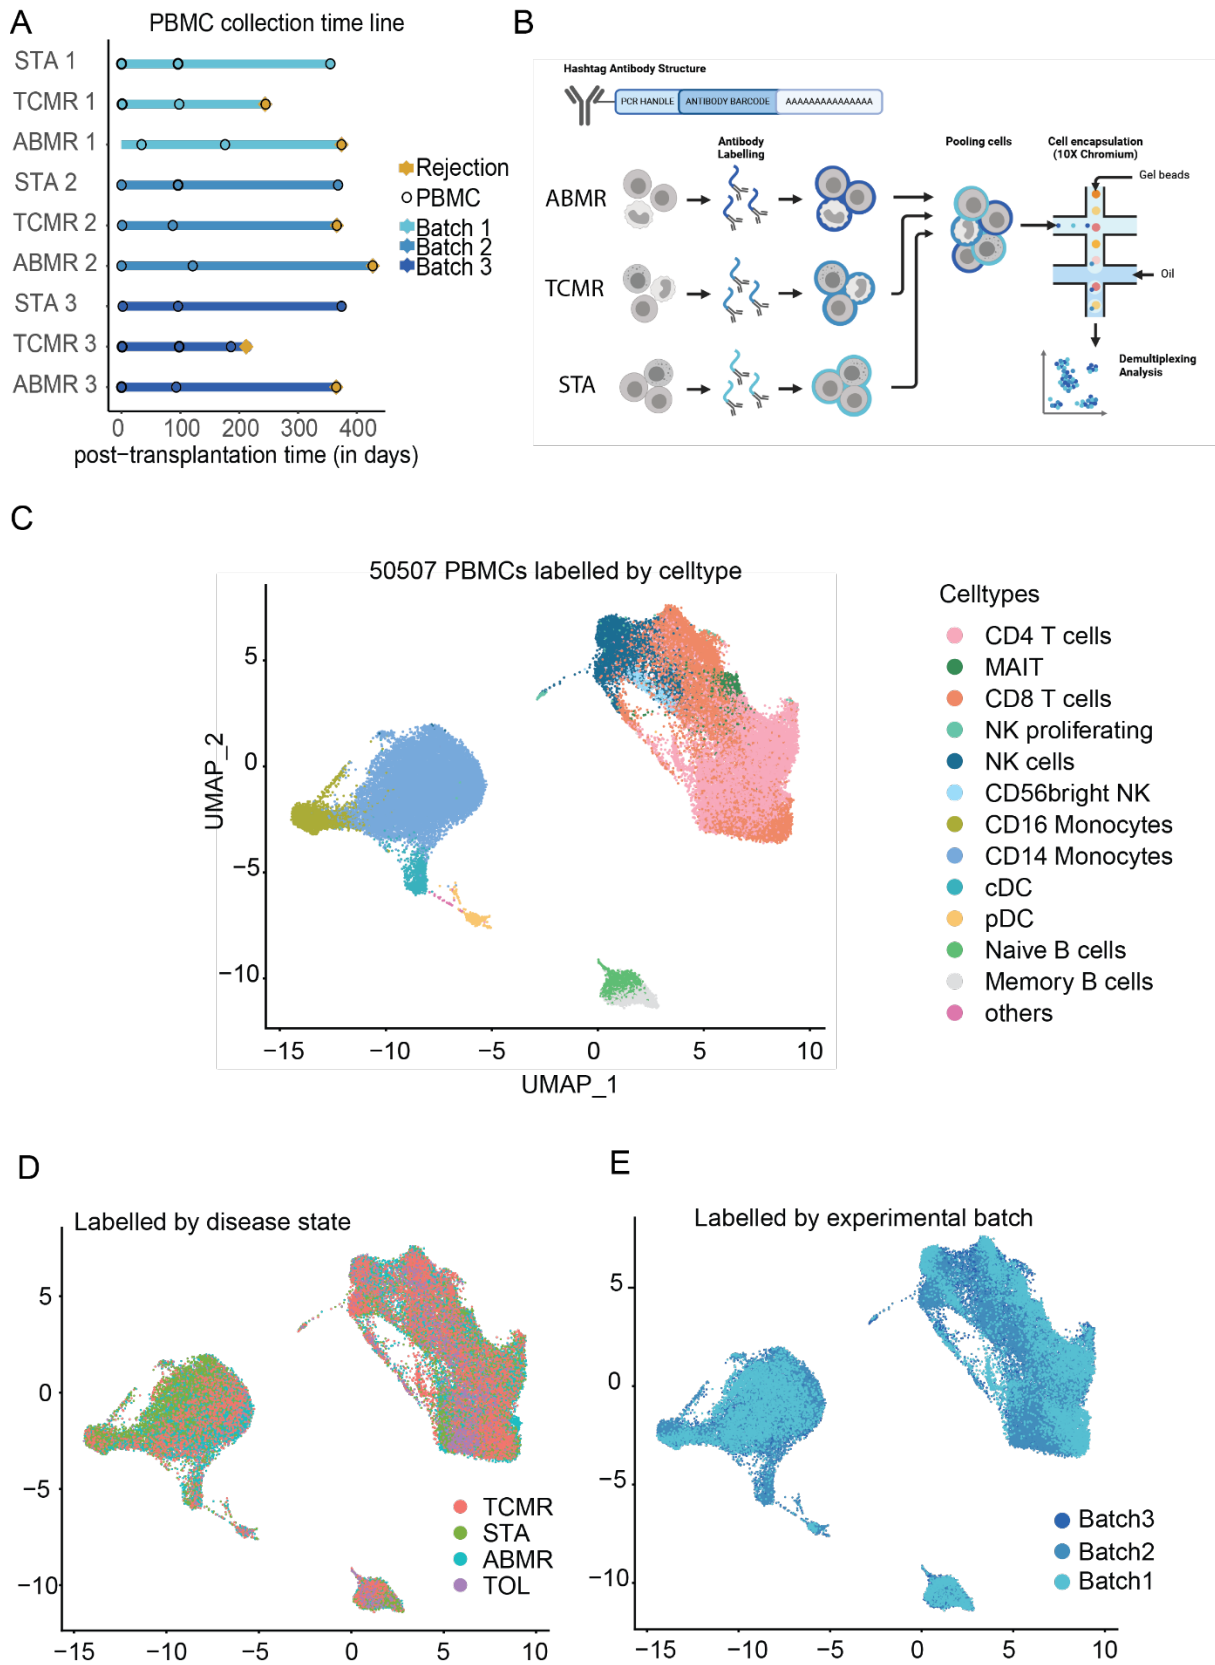 A
PBMC collection time line
STA 1
TCMR 1
ABMR 1
STA 2
TCMR 2
ABMR 2
STA 3
TCMR 3
ABMR 3
0 100 200 300 400
post-transplantation time (in days)
Rejection
PBMC
Batch 1
Batch 2
Batch 3
B
Hashtag Antibody Structure
PCR HANDLE ANTIBODY BARCODE AAAAAAAAAAAAAAA
Antibody
Labelling
Pooling cells
Cell encapsulation
(10X Chromium)
Gel beads
ABMR
TCMR
Oil
STA
Demultiplexing
Analysis
C
50507 PBMCs labelled by celltype
5
0
−5
−10
UMAP_2
−15 −10 −5 0 5 10
UMAP_1
Celltypes
CD4 T cells
MAIT
CD8 T cells
NK proliferating
NK cells
CD56bright NK
CD16 Monocytes
CD14 Monocytes
cDC
pDC
Naive B cells
Memory B cells
others
D
Labelled by disease state
5
0
−5
−10
−15 −10 −5 0 5 10
TCMR
STA
ABMR
TOL
E
Labelled by experimental batch
5
0
−5
−10
−15 −10 −5 0 5 10
Batch3
Batch2
Batch1